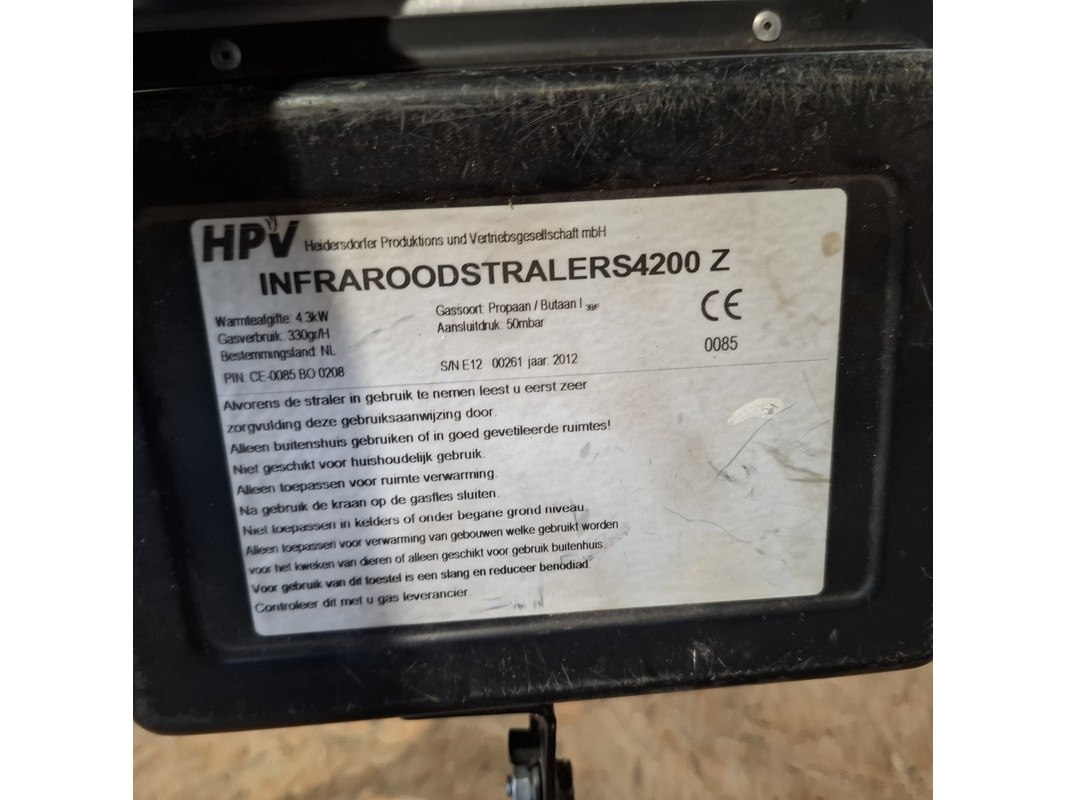 HPV Heidersdorfer Produktions und Vertriebsgesellschaft mbH
INFRAROODSTRALERS4200 Z
Warmteafgifte: 4.3kW
Gasverbruik: 330gr/H
Bestemmingsland: NL
PIN: CE-0085 BO 0208
Gassoort: Propaan / Butaan I 3B/P
Aansluitdruk: 50mbar
S/N E12 00261 jaar: 2012
CE
0085
Alvorens de straler in gebruik te nemen leest u eerst zeer
zorgvulding deze gebruiksaanwijzing door.
Alleen buitenshuis gebruiken of in goed gevetileerde ruimtes!
Niet geschikt voor huishoudelijk gebruik.
Alleen toepassen voor ruimte verwarming.
Na gebruik de kraan op de gasfles sluiten.
Niet toepassen in kelders of onder begane grond niveau.
Alleen toepassen voor verwarming van gebouwen welke gebruikt worden
voor het kweken van dieren of alleen geschikt voor gebruik buitenhuis
Voor gebruik van dit toestel is een slang en reduceer benodiad.
Controleer dit met u gas leverancier.